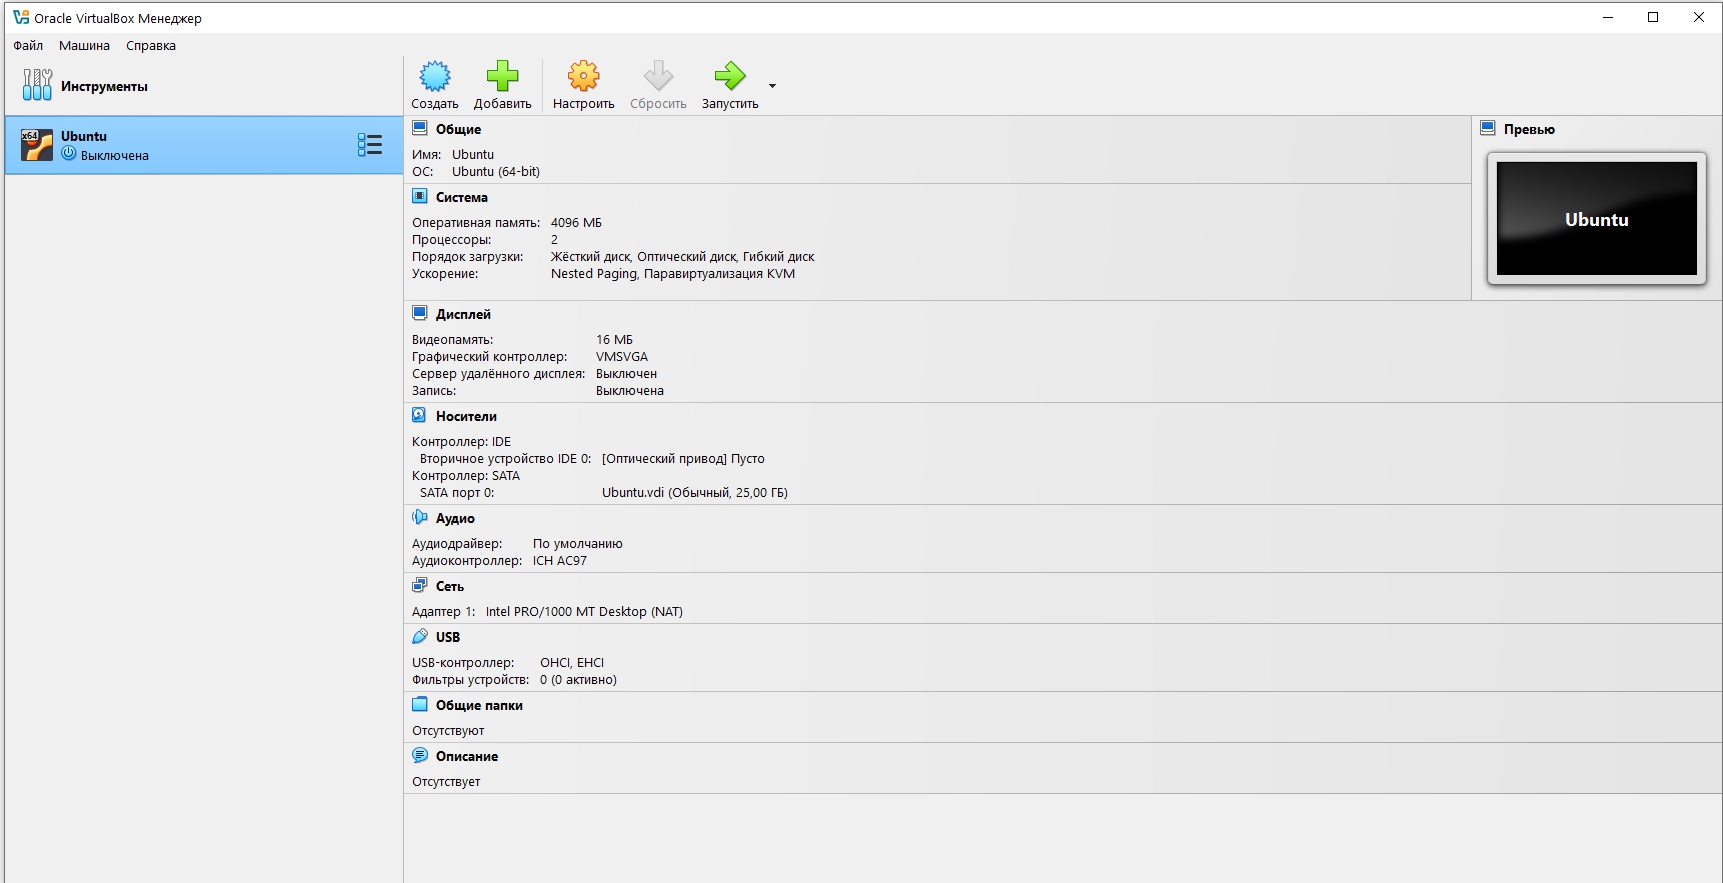 Oracle VirtualBox Менеджер
Файл Машина Справка
Инструменты
Создать Добавить Настроить Сбросить Запустить
x64
Ubuntu
Выключена
Общие
Имя: Ubuntu
ОС: Ubuntu (64-bit)
Превью
Ubuntu
Система
Оперативная память: 4096 МБ
Процессоры: 2
Порядок загрузки: Жёсткий диск, Оптический диск, Гибкий диск
Ускорение: Nested Paging, Паравиртуализация KVM
Дисплей
Видеопамять: 16 МБ
Графический контроллер: VMSVGA
Сервер удалённого дисплея: Выключен
Запись: Выключена
Носители
Контроллер: IDE
Вторичное устройство IDE 0: [Оптический привод] Пусто
Контроллер: SATA
SATA порт 0: Ubuntu.vdi (Обычный, 25,00 ГБ)
Аудио
Аудиодрайвер: По умолчанию
Аудиоконтроллер: ICH AC97
Сеть
Адаптер 1: Intel PRO/1000 MT Desktop (NAT)
USB
USB-контроллер: OHCI, EHCI
Фильтры устройств: 0 (0 активно)
Общие папки
Отсутствуют
Описание
Отсутствует